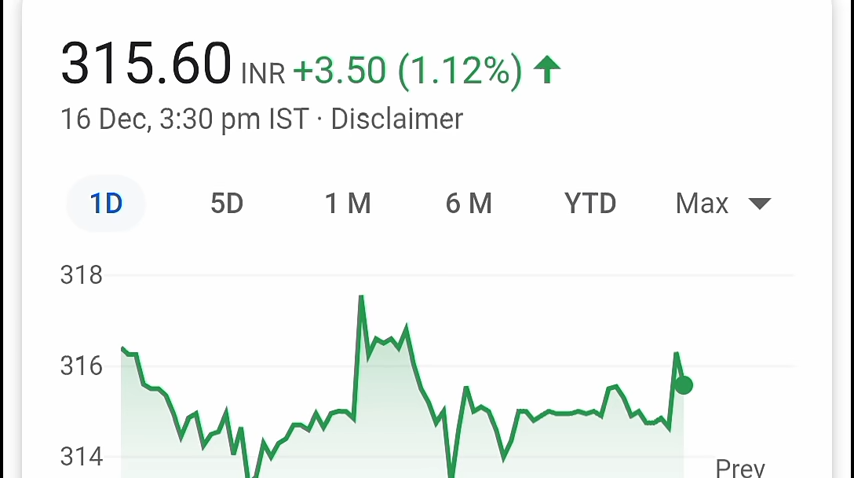 315.60 INR +3.50 (1.12%) ↑
16 Dec, 3:30 pm IST · Disclaimer
1D 5D 1 M 6 M YTD Max
318
316
314
Prev